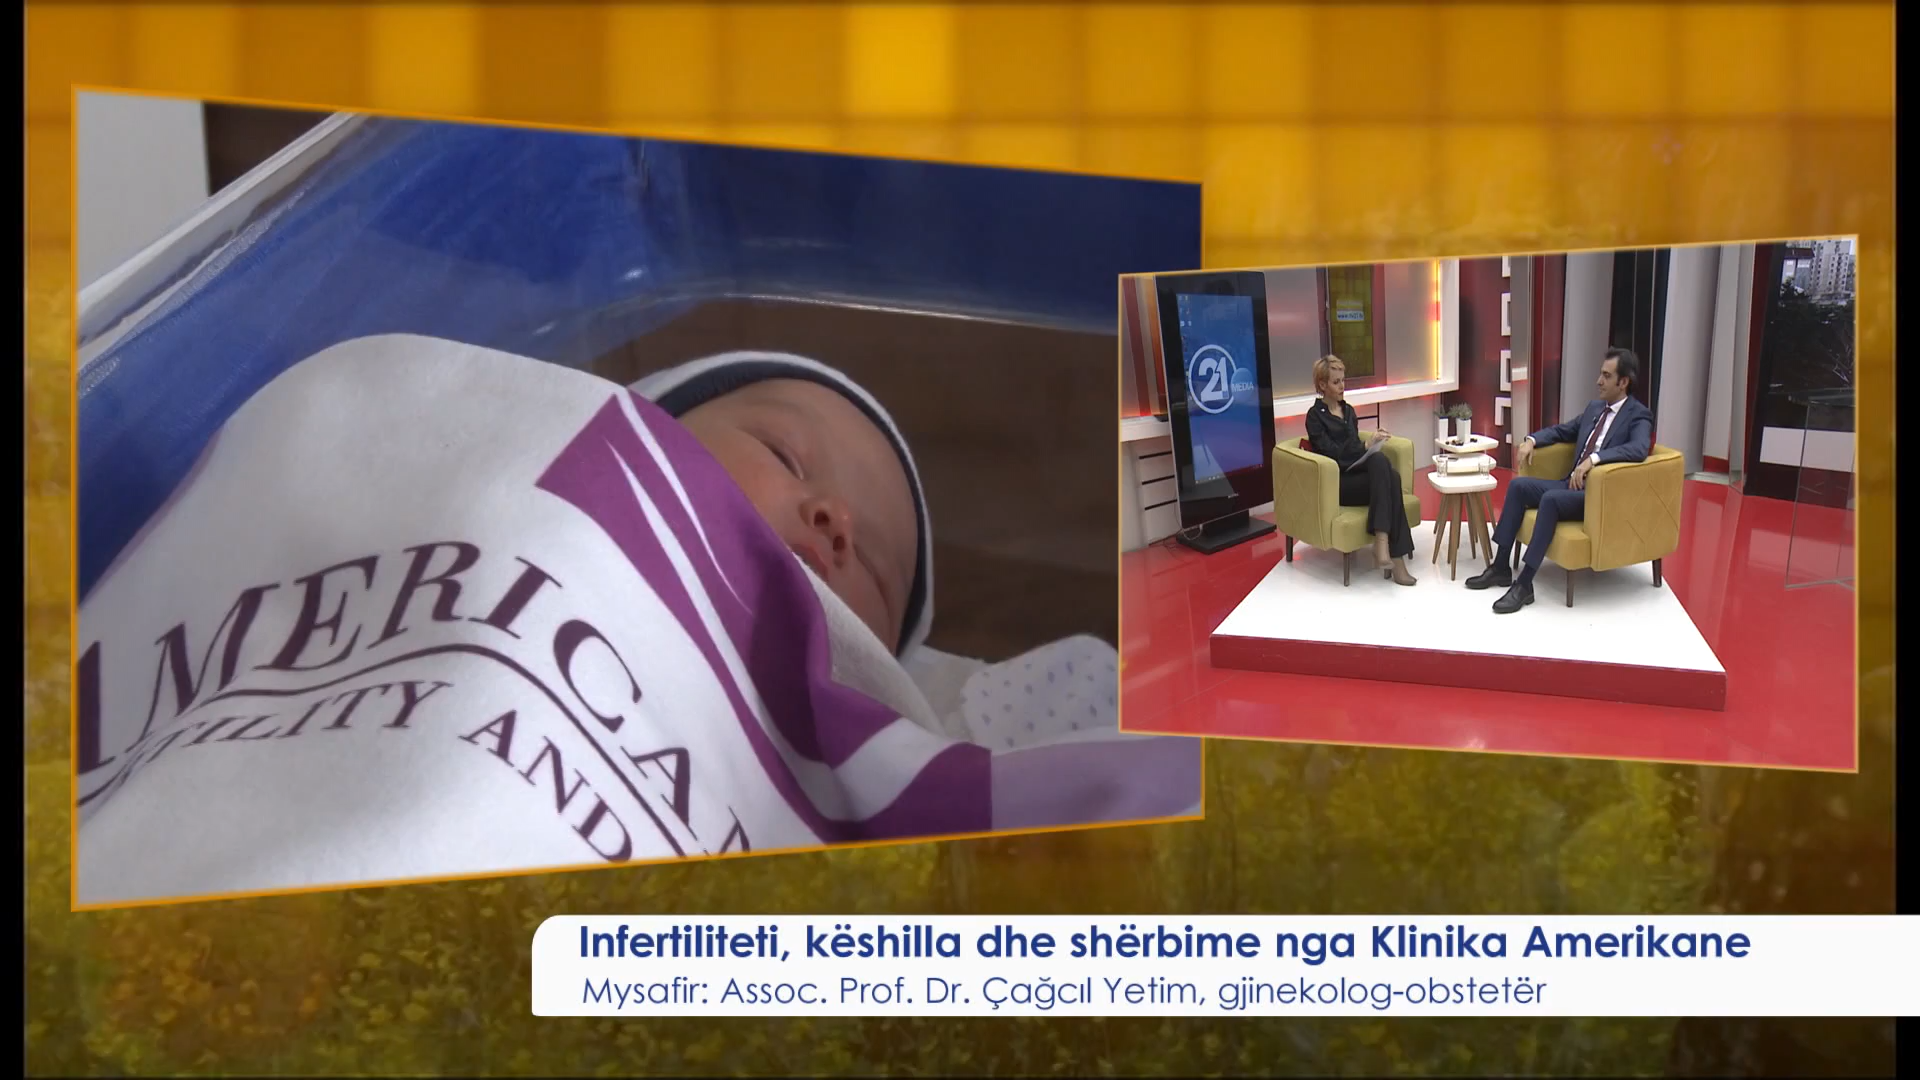 AMERICAN
TILITY AND
21
MEDIA
Infertiliteti, këshilla dhe shërbime nga Klinika Amerikane
Mysafir: Assoc. Prof. Dr. Çağcıl Yetim, gjinekolog-obstetër